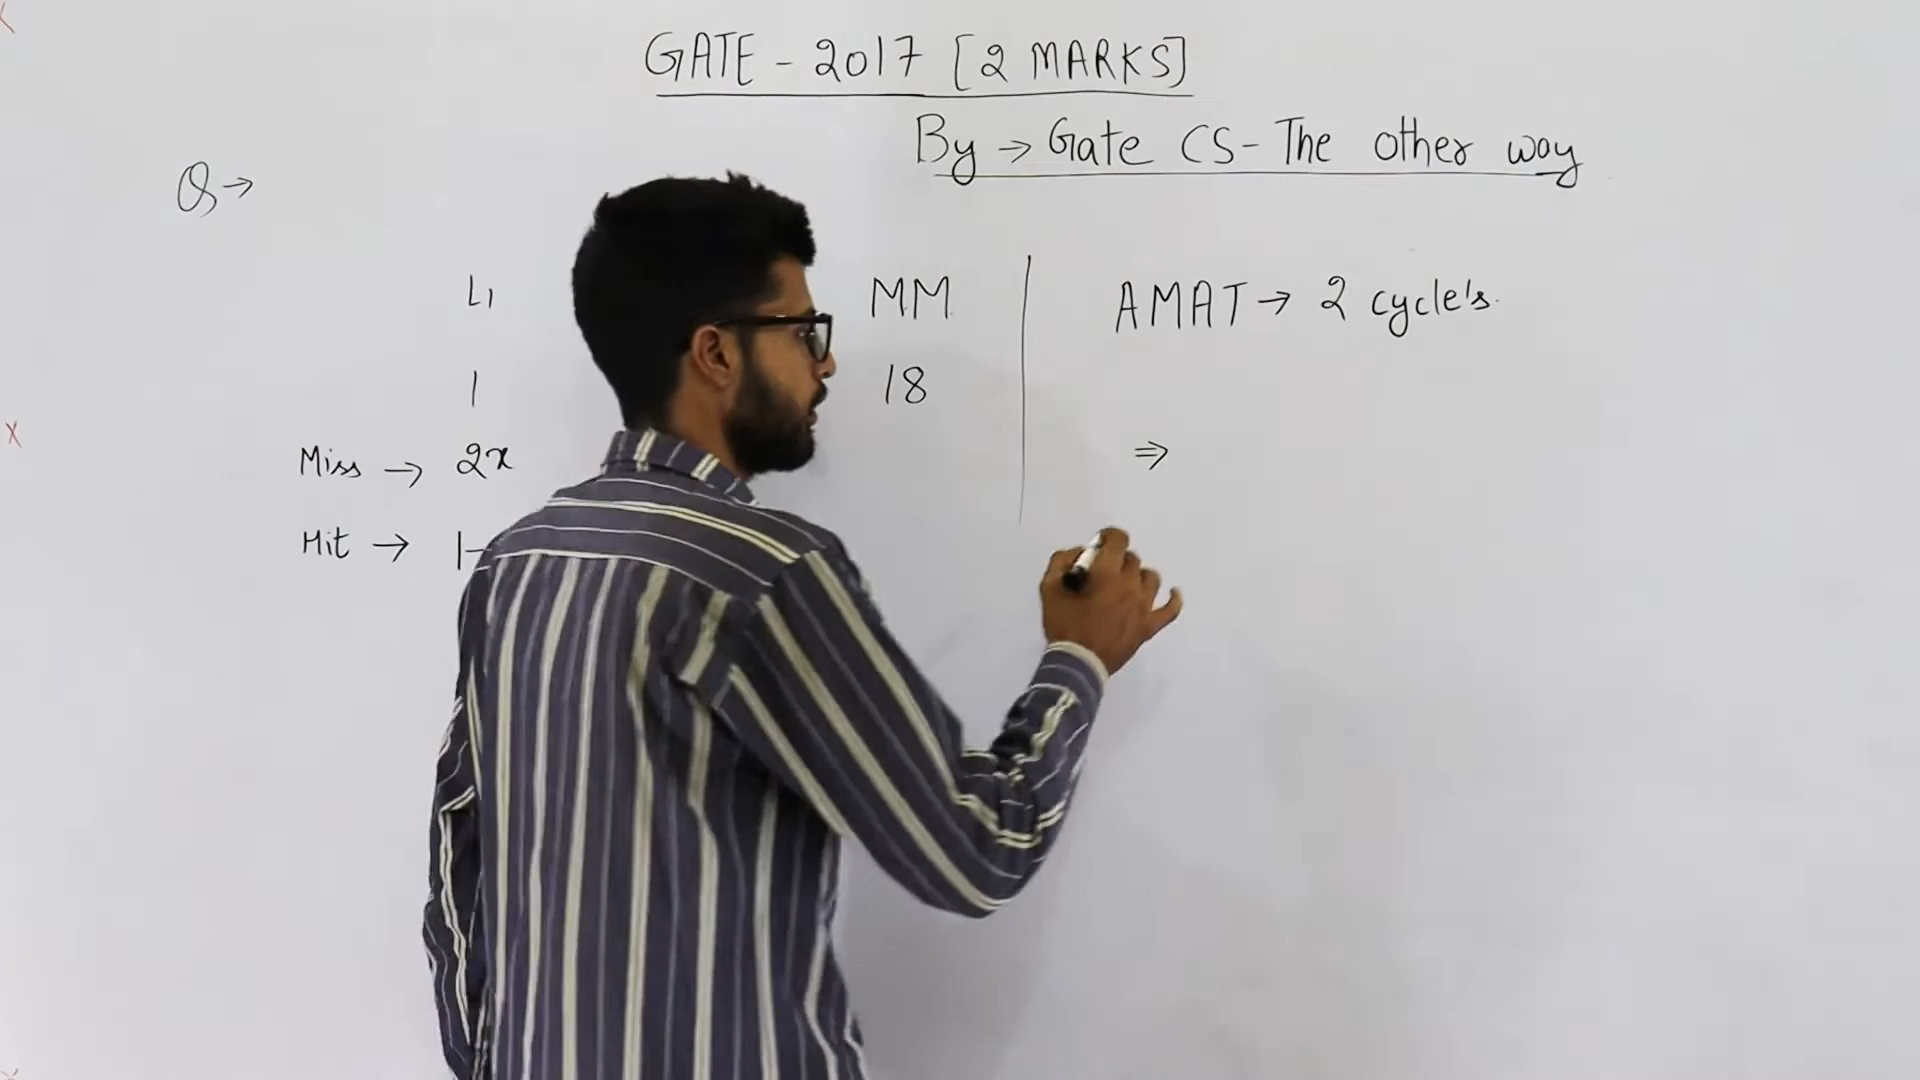 GATE - 2017 [2 MARKS]
By → Gate CS - The other way
Q →
L1 MM
1 18
Miss → 2x
Hit → 1-
AMAT → 2 cycle's.
⇒
X